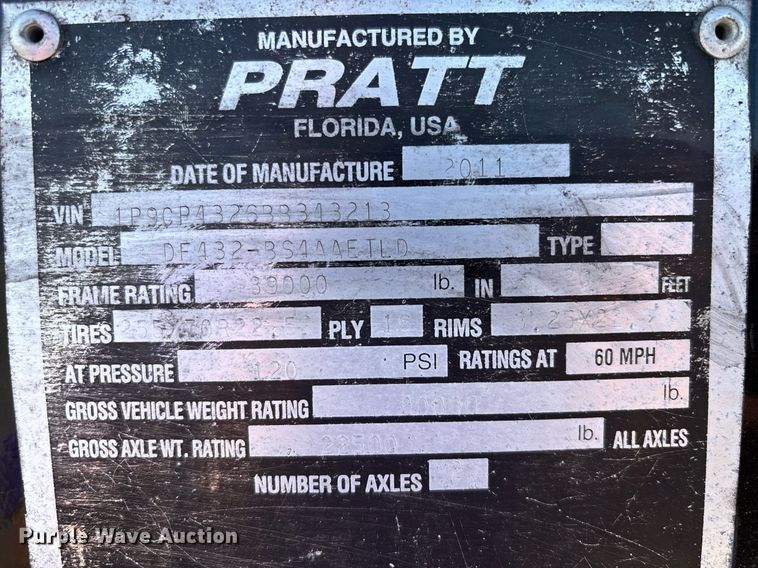 MANUFACTURED BY
PRATT
FLORIDA, USA
DATE OF MANUFACTURE 2011
VIN
MODEL
TYPE
FRAME RATING 39000 lb. IN FEET
TIRES PLY RIMS
AT PRESSURE 120 PSI RATINGS AT 60 MPH
GROSS VEHICLE WEIGHT RATING lb.
GROSS AXLE WT. RATING 22500 lb. ALL AXLES
NUMBER OF AXLES
Purple Wave Auction